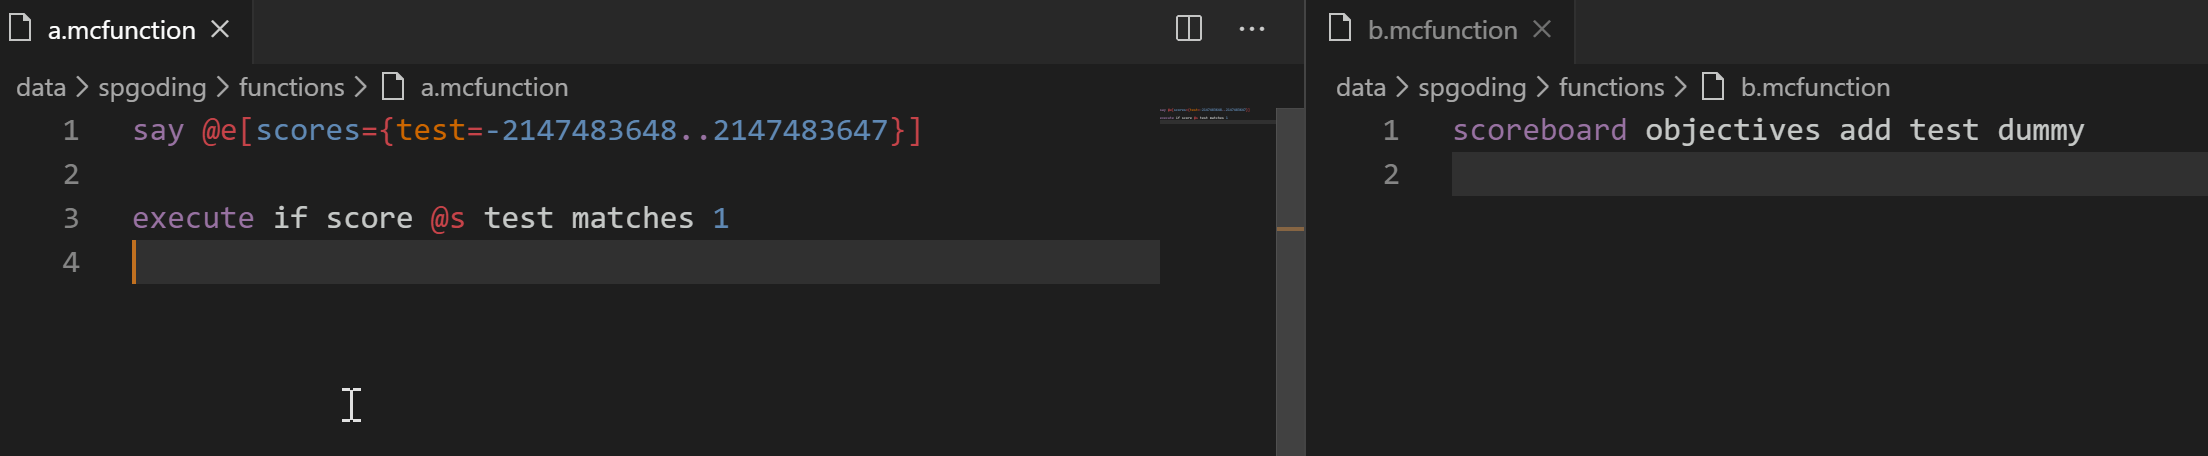 a.mcfunction
data > spgoding > functions > a.mcfunction
1 say @e[scores={test=-2147483648..2147483647}]
2
3 execute if score @s test matches 1
4
b.mcfunction
data > spgoding > functions > b.mcfunction
1 scoreboard objectives add test dummy
2